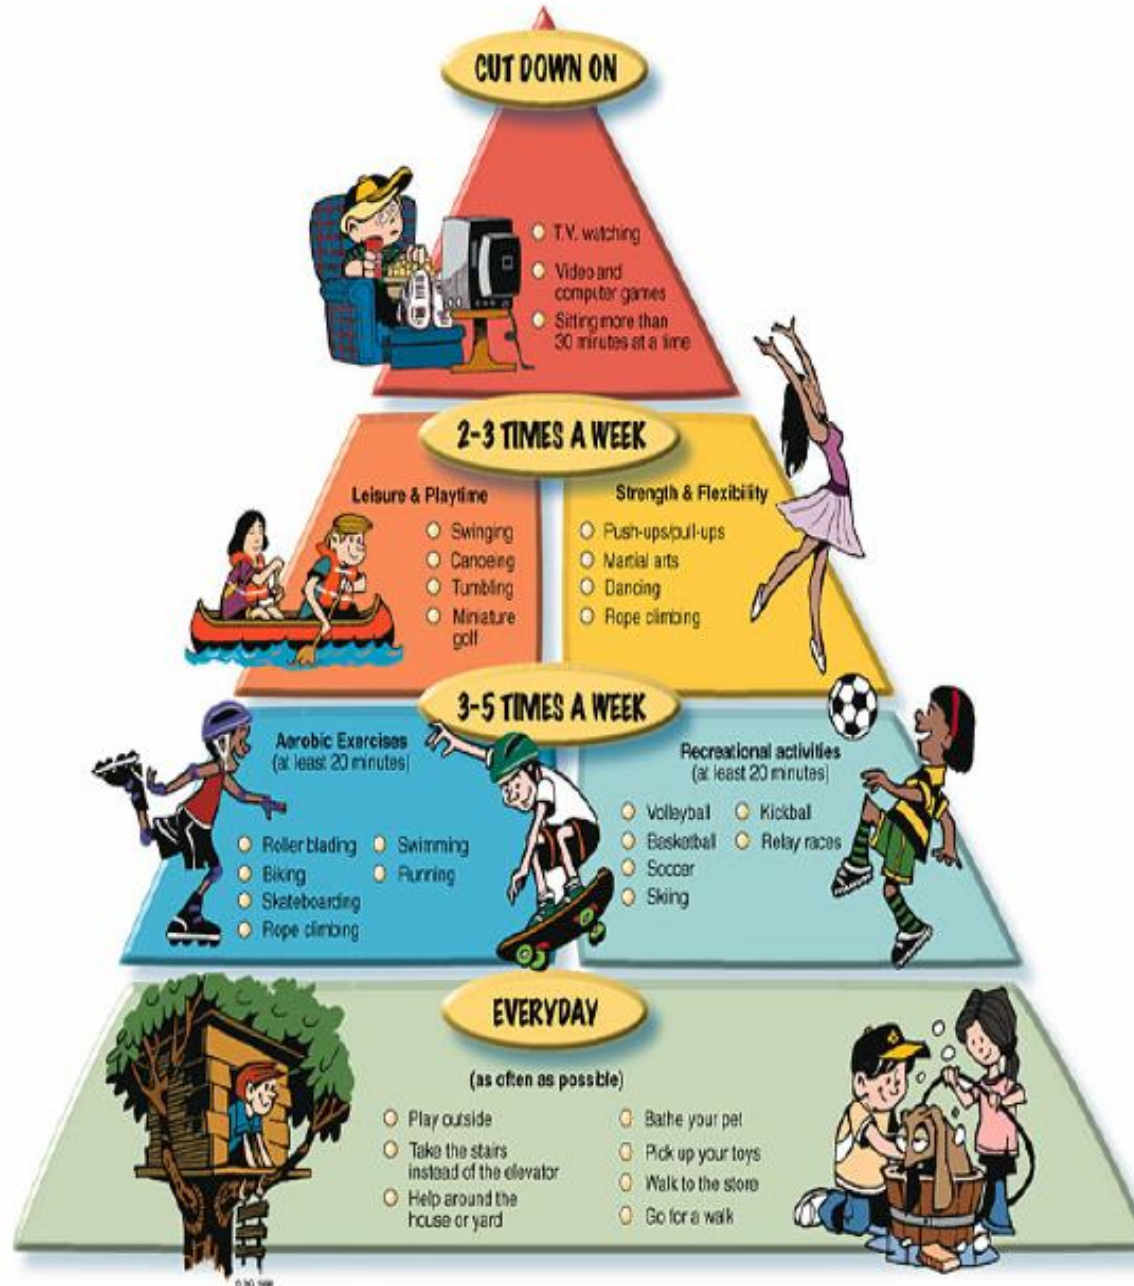 CUT DOWN ON
T.V. watching
Video and
computer games
Sitting more than
30 minutes at a time
2-3 TIMES A WEEK
Leisure & Playtime
Swinging
Canoeing
Tumbling
Miniature
golf
Strength & Flexibility
Push-ups/pull-ups
Martial arts
Dancing
Rope climbing
3-5 TIMES A WEEK
Aerobic Exercises
(at least 20 minutes)
Roller blading
Biking
Skateboarding
Rope climbing
Swimming
Running
Recreational activities
(at least 20 minutes)
Volleyball
Basketball
Soccer
Skiing
Kickball
Relay races
EVERYDAY
(as often as possible)
Play outside
Take the stairs
instead of the elevator
Help around the
house or yard
Bathe your pet
Pick up your toys
Walk to the store
Go for a walk